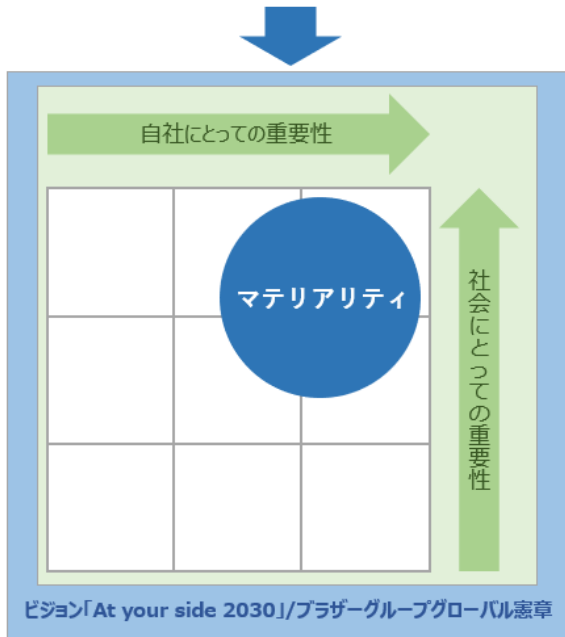 自社にとっての重要性
マテリアリティ
社会にとっての重要性
ビジョン「At your side 2030」/ブラザーグループグローバル憲章